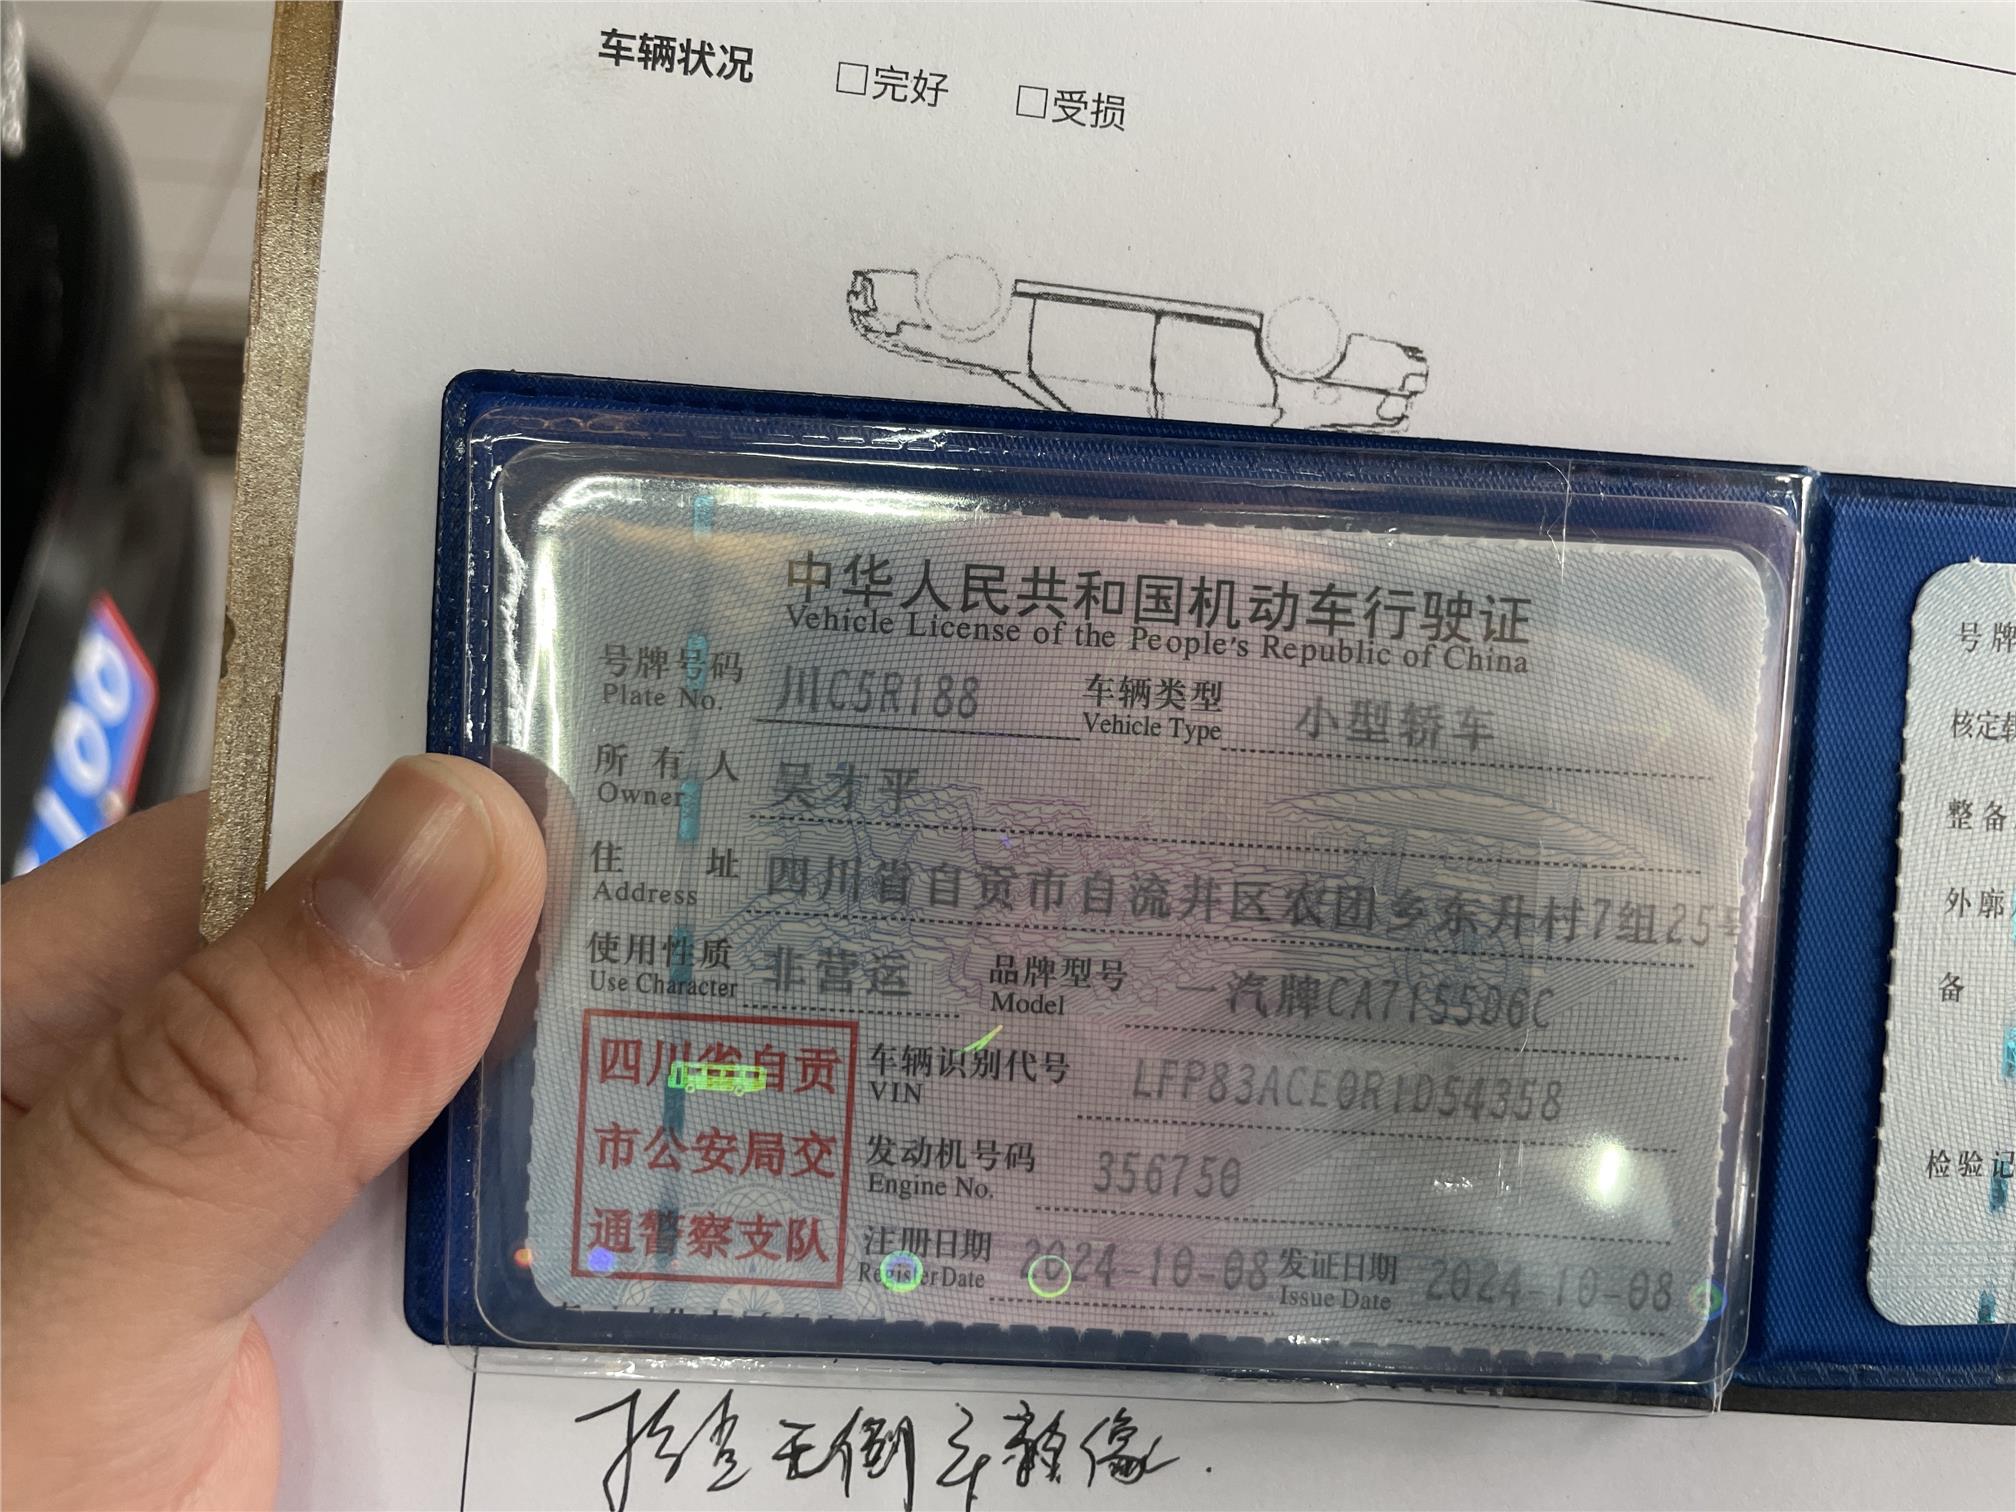 车辆状况 □完好 □受损
中华人民共和国机动车行驶证
Vehicle License of the People's Republic of China
号牌号码 川C5R188 车辆类型 小型轿车
Plate No. Vehicle Type
所有人 吴才平
Owner
住址 四川省自贡市自流井区农团乡东升村7组25号
Address
使用性质 非营运 品牌型号 一汽牌CA7155D6C
Use Character Model
四川省自贡
市公安局交
通警察支队
车辆识别代号 LFP83ACE0R1D54358
VIN
发动机号码 356750
Engine No.
注册日期 2024-10-08 发证日期 2024-10-08
Register Date Issue Date
号牌
核定
整备
外廓
备
检验记
检查无倒车影像.
188